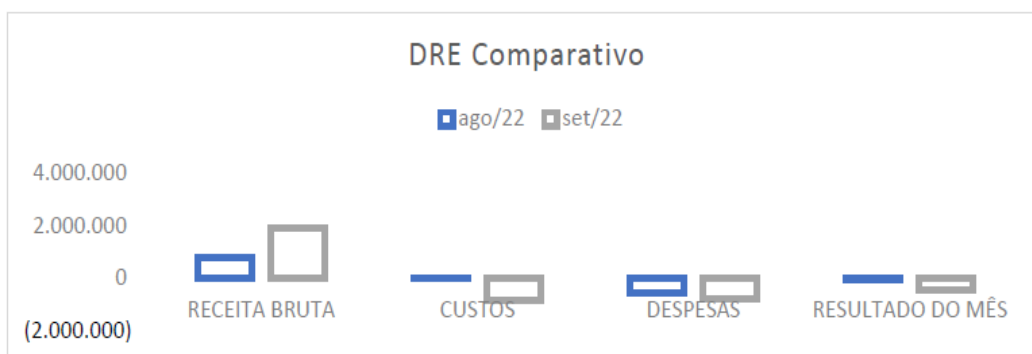 DRE Comparativo
ago/22 set/22
4.000.000
2.000.000
0
RECEITA BRUTA CUSTOS DESPESAS RESULTADO DO MÊS
(2.000.000)